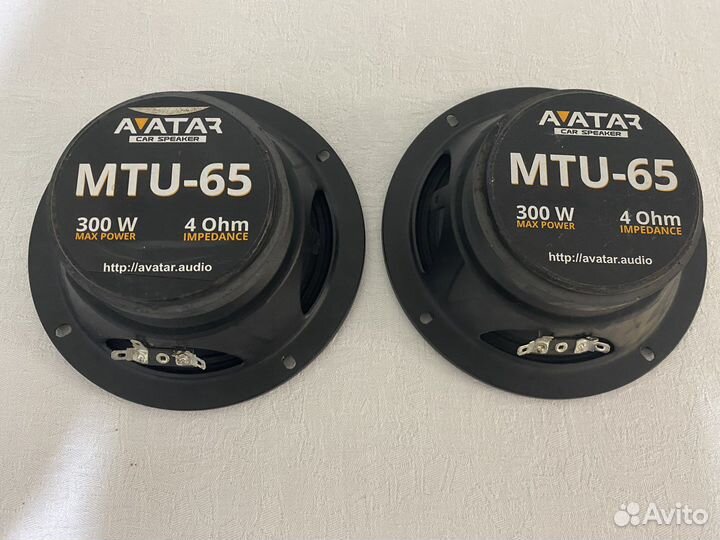 AVATAR
CAR SPEAKER
MTU-65
300 W 4 Ohm
MAX POWER IMPEDANCE
http://avatar.audio
AVATAR
CAR SPEAKER
MTU-65
300 W 4 Ohm
MAX POWER IMPEDANCE
http://avatar.audio
Avito